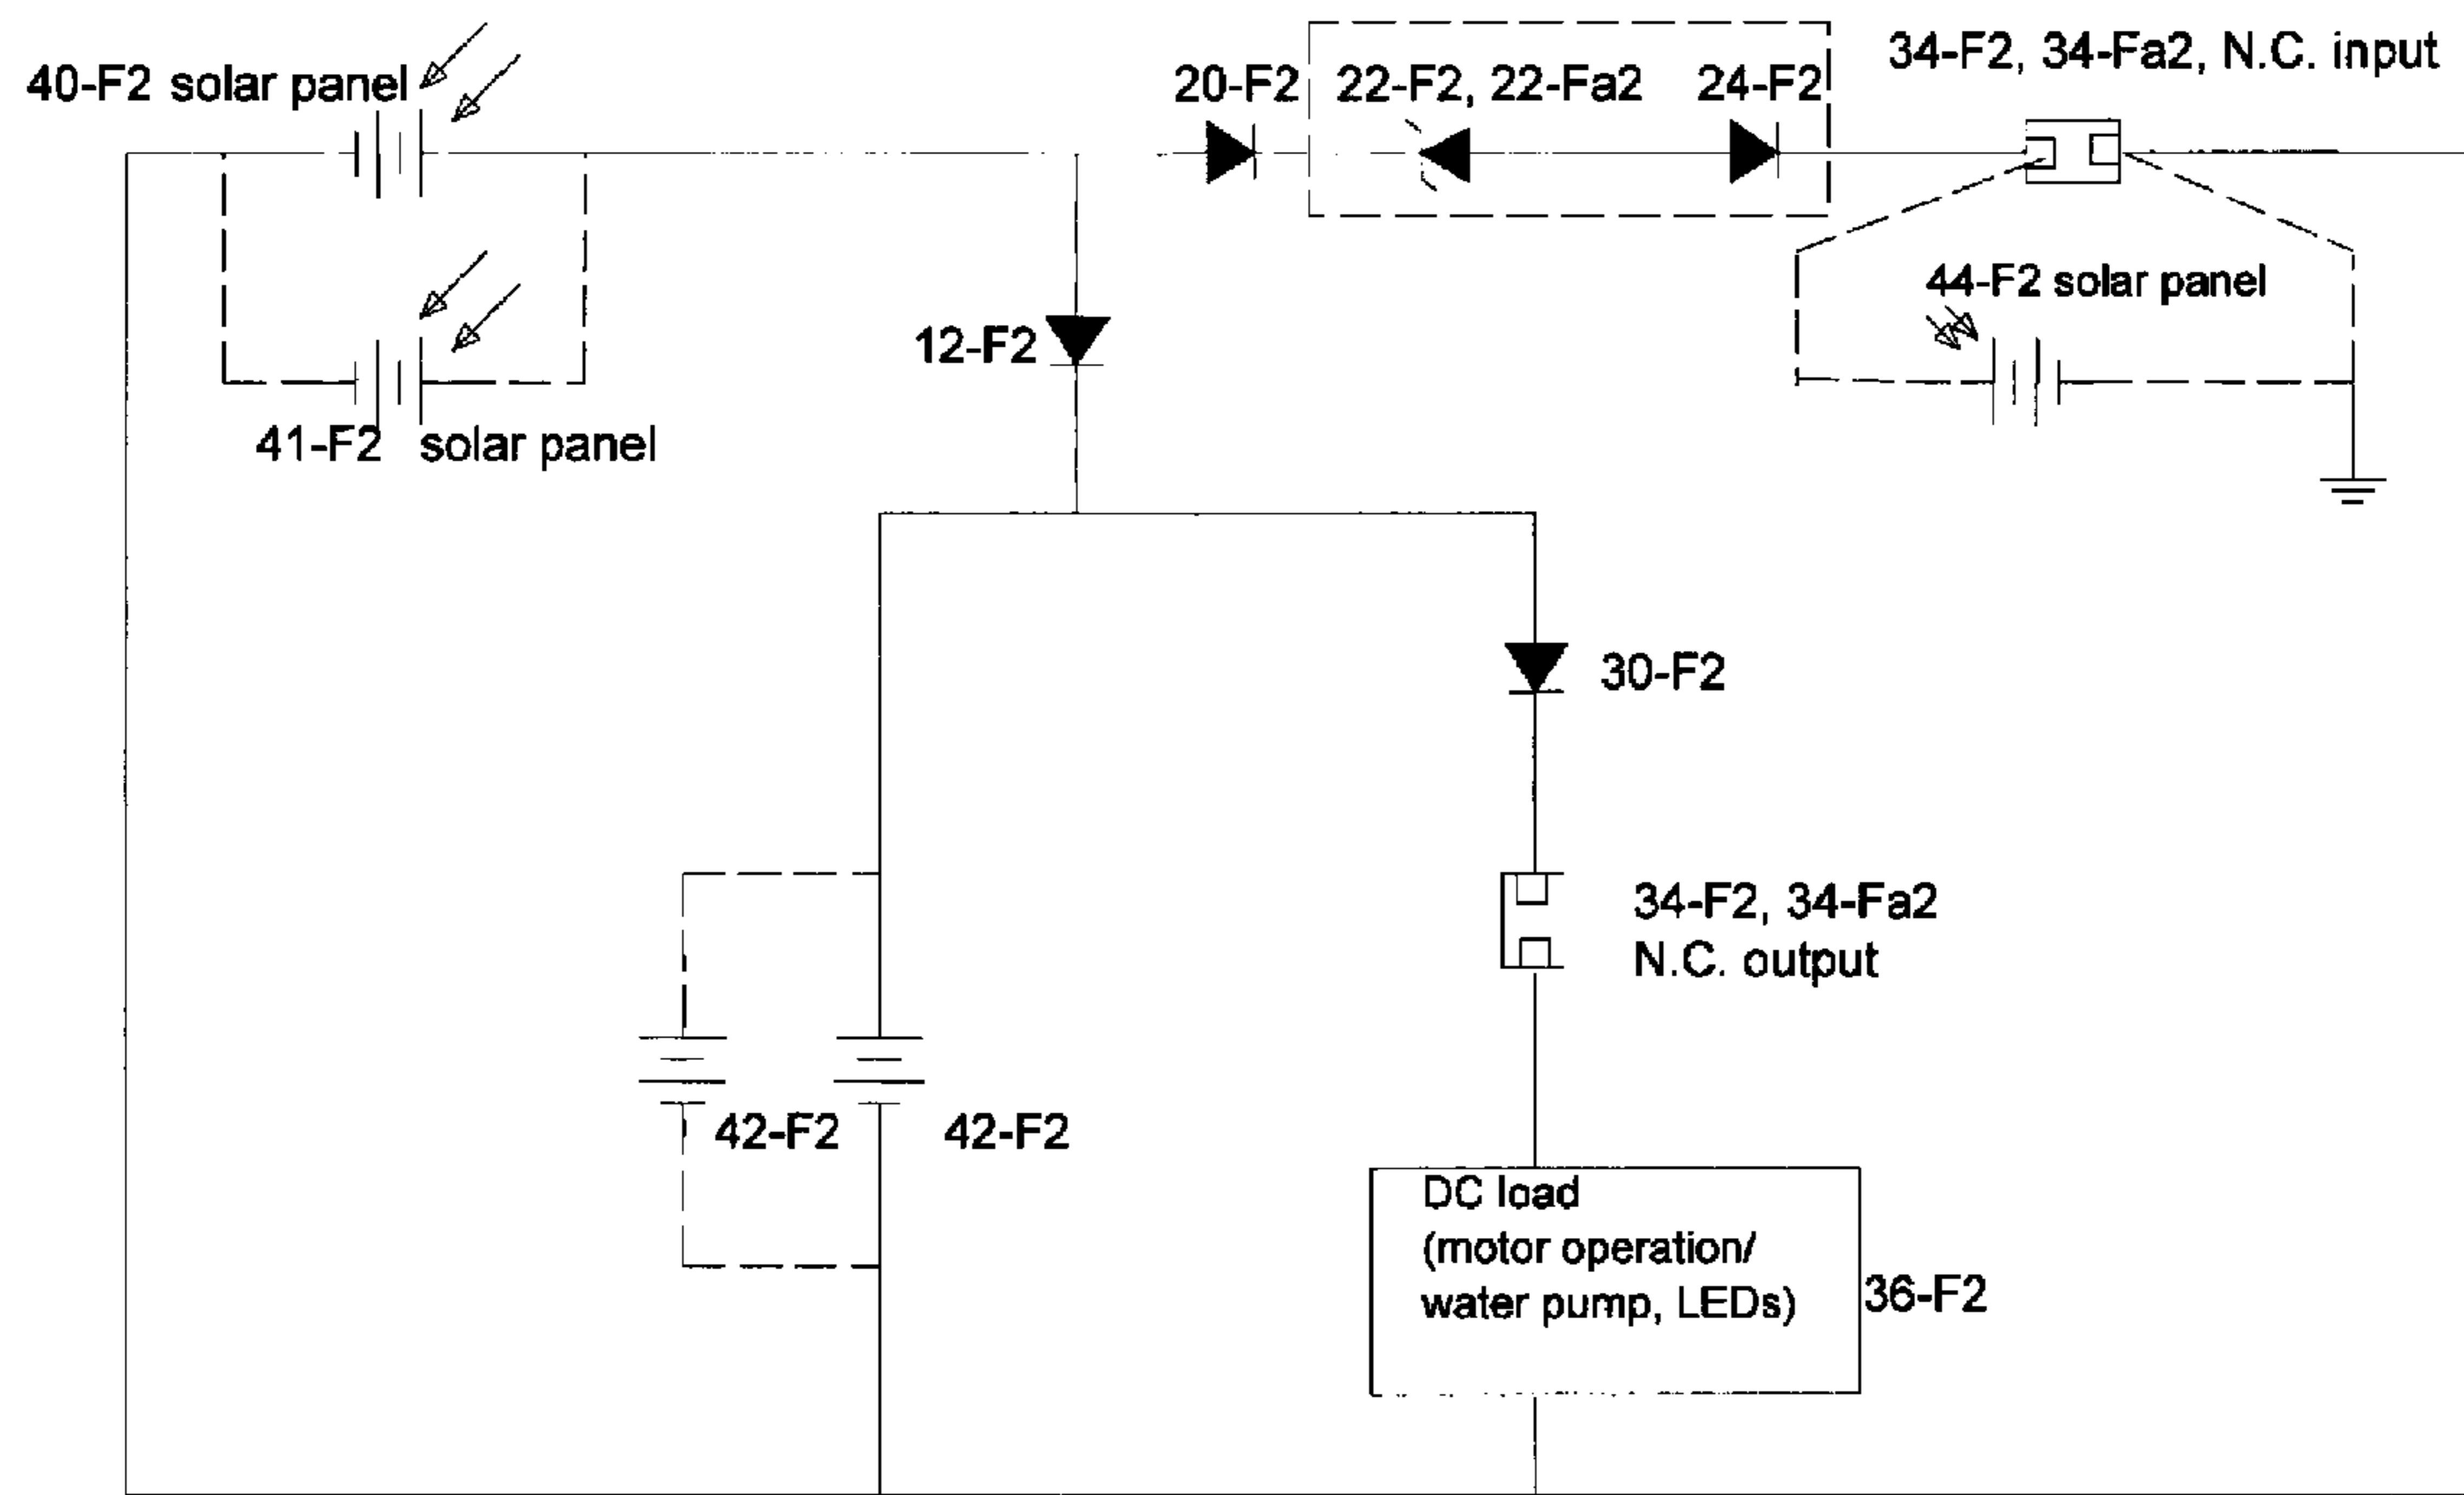 40-F2 solar panel
20-F2
22-F2, 22-Fa2
24-F2
34-F2, 34-Fa2, N.C. input
44-F2 solar panel
12-F2
41-F2 solar panel
30-F2
34-F2, 34-Fa2
N.C. output
42-F2
42-F2
DC load
(motor operation/
water pump, LEDs)
36-F2